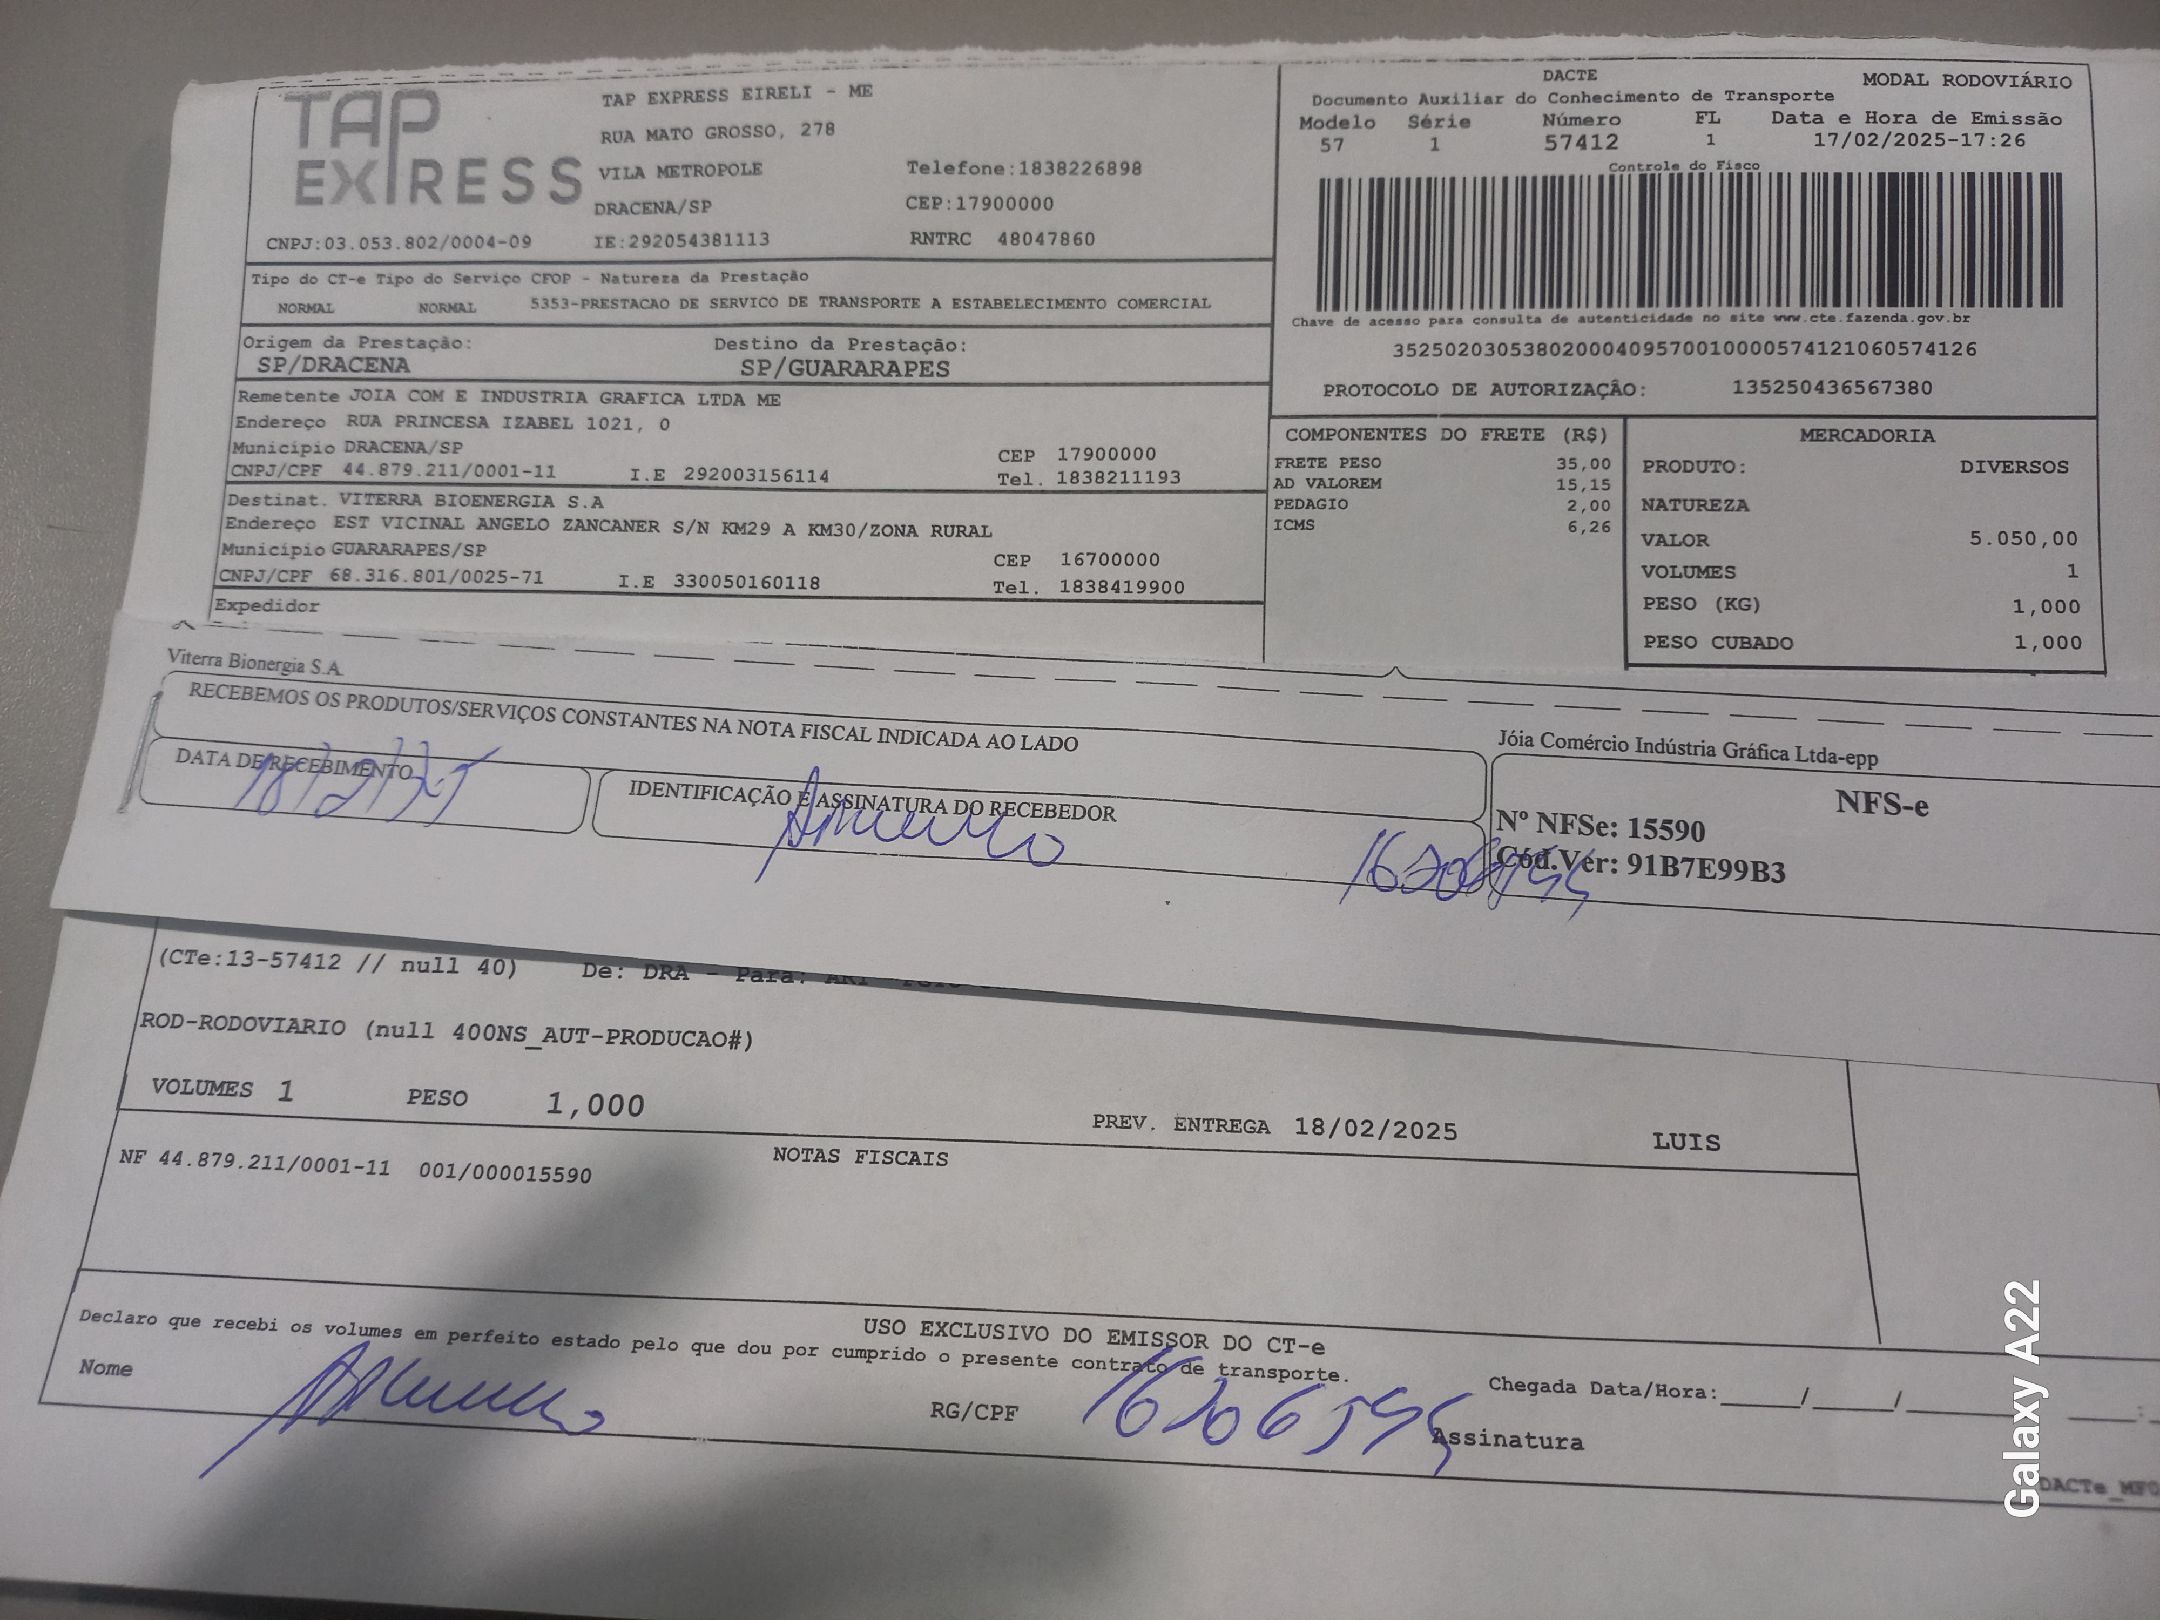 TAP EXPRESS
TAP EXPRESS EIRELI - ME
RUA MATO GROSSO, 278
VILA METROPOLE Telefone:1838226898
DRACENA/SP CEP:17900000
CNPJ:03.053.802/0004-09 IE:292054381113 RNTRC 48047860
DACTE MODAL RODOVIÁRIO
Documento Auxiliar do Conhecimento de Transporte
Modelo Série Número FL Data e Hora de Emissão
57 1 57412 1 17/02/2025-17:26
Controle do Fisco
Chave de acesso para consulta de autenticidade no site www.cte.fazenda.gov.br
35250203053802000409570010000574121060574126
PROTOCOLO DE AUTORIZAÇÃO: 135250436567380
Tipo do CT-e Tipo do Serviço CFOP - Natureza da Prestação
NORMAL NORMAL 5353-PRESTACAO DE SERVICO DE TRANSPORTE A ESTABELECIMENTO COMERCIAL
Origem da Prestação: Destino da Prestação:
SP/DRACENA SP/GUARARAPES
Remetente JOIA COM E INDUSTRIA GRAFICA LTDA ME
Endereço RUA PRINCESA IZABEL 1021, 0
Município DRACENA/SP CEP 17900000
CNPJ/CPF 44.879.211/0001-11 I.E 292003156114 Tel. 1838211193
Destinat. VITERRA BIOENERGIA S.A
Endereço EST VICINAL ANGELO ZANCANER S/N KM29 A KM30/ZONA RURAL
Município GUARARAPES/SP CEP 16700000
CNPJ/CPF 68.316.801/0025-71 I.E 330050160118 Tel. 1838419900
Expedidor
COMPONENTES DO FRETE (R$)
FRETE PESO 35,00
AD VALOREM 15,15
PEDAGIO 2,00
ICMS 6,26
MERCADORIA
PRODUTO: DIVERSOS
NATUREZA
VALOR 5.050,00
VOLUMES 1
PESO (KG) 1,000
PESO CUBADO 1,000
Viterra Bionergia S.A.
RECEBEMOS OS PRODUTOS/SERVIÇOS CONSTANTES NA NOTA FISCAL INDICADA AO LADO
DATA DE RECEBIMENTO
18/2/25
IDENTIFICAÇÃO E ASSINATURA DO RECEBEDOR
Jóia Comércio Indústria Gráfica Ltda-epp
NFS-e
Nº NFSe: 15590
Cód.Ver: 91B7E99B3
(CTe:13-57412 // null 40) De: DRA - Para:
ROD-RODOVIARIO (null 400NS_AUT-PRODUCAO#)
VOLUMES 1 PESO 1,000 PREV. ENTREGA 18/02/2025 LUIS
NOTAS FISCAIS
NF 44.879.211/0001-11 001/000015590
USO EXCLUSIVO DO EMISSOR DO CT-e
Declaro que recebi os volumes em perfeito estado pelo que dou por cumprido o presente contrato de transporte.
Nome RG/CPF Assinatura
Chegada Data/Hora:____/____/____
Galaxy A22